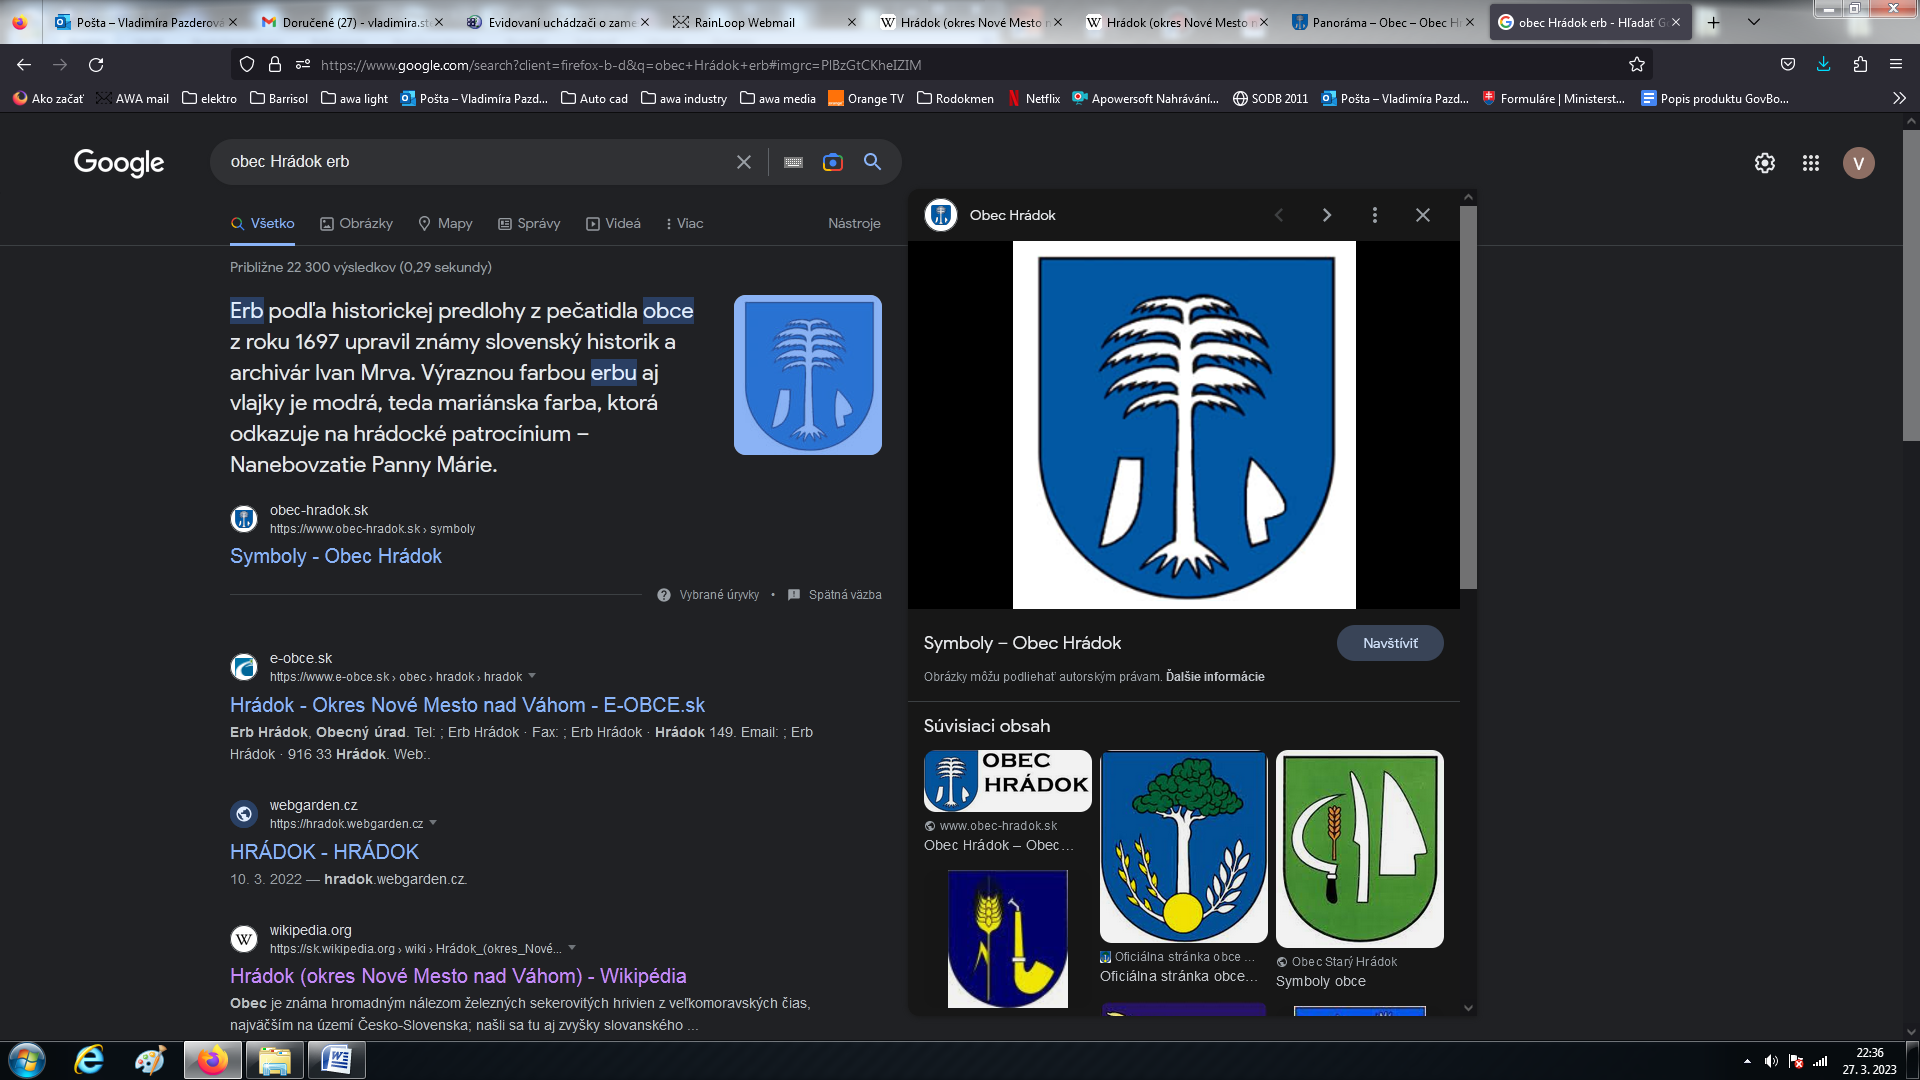 Pošta – Vladimíra Pazderová
Doručené (27) - vladimira.st
Evidovaní uchádzači o zame
RainLoop Webmail
Hrádok (okres Nové Mesto n
Hrádok (okres Nové Mesto n
Panoráma – Obec – Obec H
obec Hrádok erb - Hľadať G
https://www.google.com/search?client=firefox-b-d&q=obec+Hrádok+erb#imgrc=PlBzGtCKheIZIM
Ako začať
AWA mail
elektro
Barrisol
awa light
Pošta – Vladimíra Pazd...
Auto cad
awa industry
awa media
Orange TV
Rodokmen
Netflix
Apowersoft Nahrávání...
SODB 2011
Pošta – Vladimíra Pazd...
Formuláre | Ministerst...
Popis produktu GovBo...
Google
obec Hrádok erb
V
Všetko
Obrázky
Mapy
Správy
Videá
Viac
Nástroje
Približne 22 300 výsledkov (0,29 sekundy)
Erb podľa historickej predlohy z pečatidla obce
z roku 1697 upravil známy slovenský historik a
archivár Ivan Mrva. Výraznou farbou erbu aj
vlajky je modrá, teda mariánska farba, ktorá
odkazuje na hrádocké patrocínium –
Nanebovzatie Panny Márie.
obec-hradok.sk
https://www.obec-hradok.sk › symboly
Symboly - Obec Hrádok
Vybrané úryvky • Spätná väzba
e-obce.sk
https://www.e-obce.sk › obec › hradok › hradok
Hrádok - Okres Nové Mesto nad Váhom - E-OBCE.sk
Erb Hrádok, Obecný úrad. Tel: ; Erb Hrádok · Fax: ; Erb Hrádok · Hrádok 149. Email: ; Erb
Hrádok · 916 33 Hrádok. Web:.
webgarden.cz
https://hradok.webgarden.cz
HRÁDOK - HRÁDOK
10. 3. 2022 — hradok.webgarden.cz.
wikipedia.org
https://sk.wikipedia.org › wiki › Hrádok_(okres_Nové...
Hrádok (okres Nové Mesto nad Váhom) - Wikipédia
Obec je známa hromadným nálezom železných sekerovitých hrivien z veľkomoravských čias,
najväčším na území Česko-Slovenska; našli sa tu aj zvyšky slovanského ...
Obec Hrádok
Symboly – Obec Hrádok
Navštíviť
Obrázky môžu podliehať autorským právam. Ďalšie informácie
Súvisiaci obsah
OBEC
HRÁDOK
www.obec-hradok.sk
Obec Hrádok – Obec...
Oficiálna stránka obce ...
Oficiálna stránka obce...
Obec Starý Hrádok
Symboly obce
22:36
27. 3. 2023